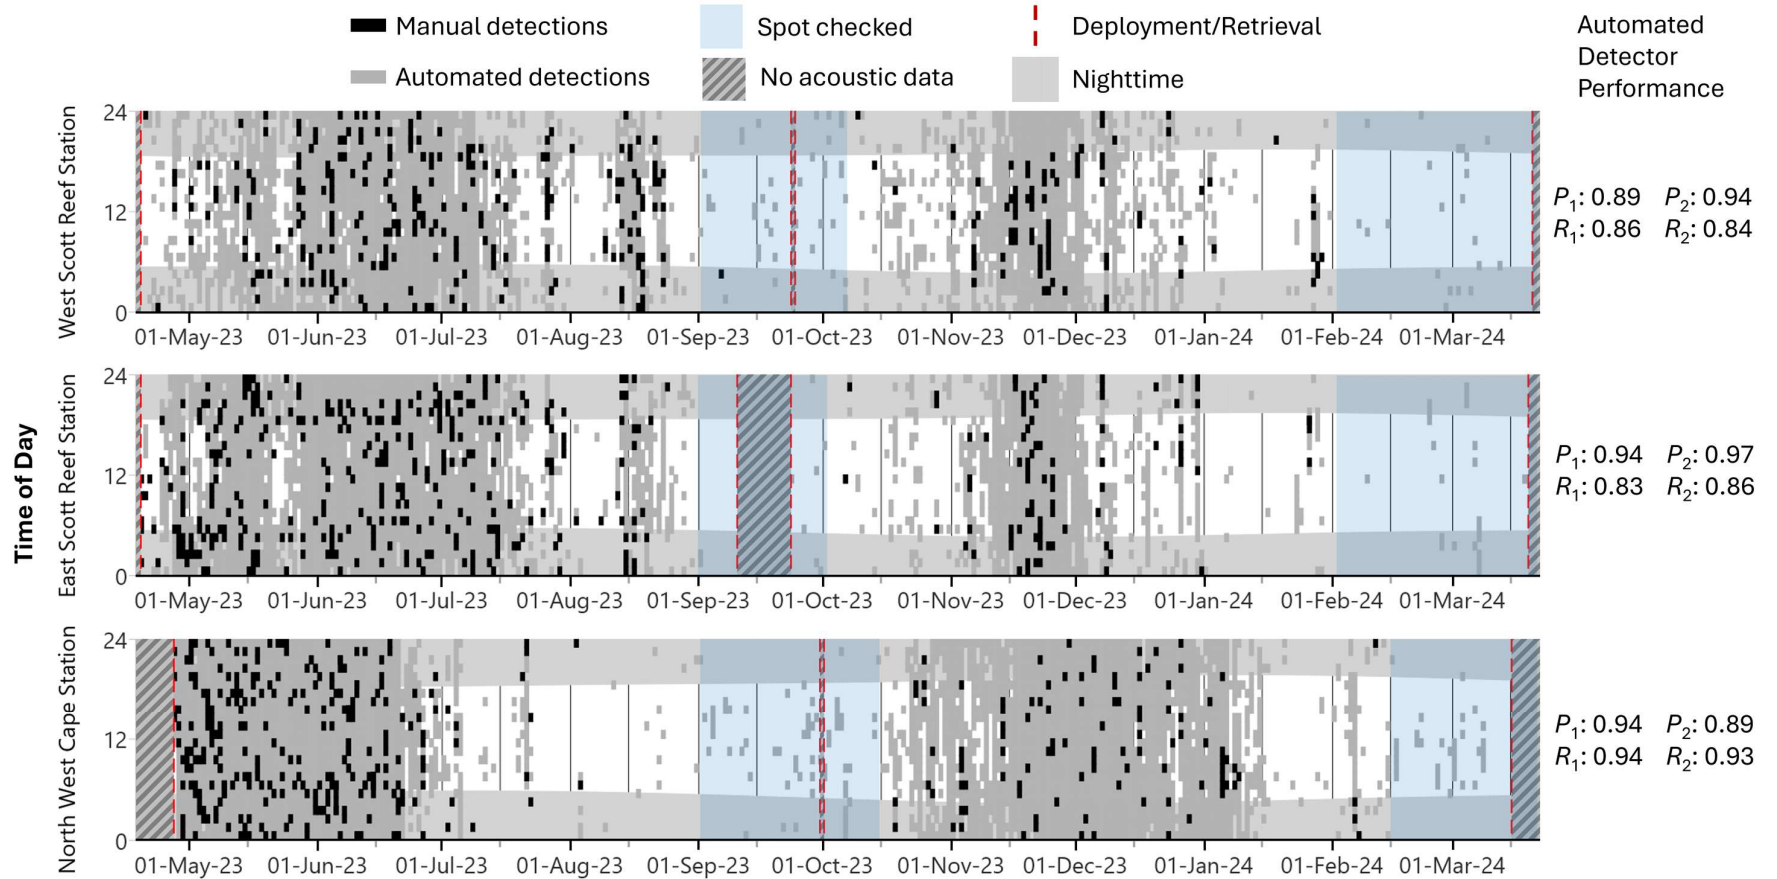 Manual detections
Spot checked
Deployment/Retrieval
Automated detections
No acoustic data
Nighttime
Automated
Detector
Performance
Time of Day
West Scott Reef Station
24
12
0
01-May-23 01-Jun-23 01-Jul-23 01-Aug-23 01-Sep-23 01-Oct-23 01-Nov-23 01-Dec-23 01-Jan-24 01-Feb-24 01-Mar-24
P1: 0.89 P2: 0.94
R1: 0.86 R2: 0.84
East Scott Reef Station
24
12
0
01-May-23 01-Jun-23 01-Jul-23 01-Aug-23 01-Sep-23 01-Oct-23 01-Nov-23 01-Dec-23 01-Jan-24 01-Feb-24 01-Mar-24
P1: 0.94 P2: 0.97
R1: 0.83 R2: 0.86
North West Cape Station
24
12
0
01-May-23 01-Jun-23 01-Jul-23 01-Aug-23 01-Sep-23 01-Oct-23 01-Nov-23 01-Dec-23 01-Jan-24 01-Feb-24 01-Mar-24
P1: 0.94 P2: 0.89
R1: 0.94 R2: 0.93